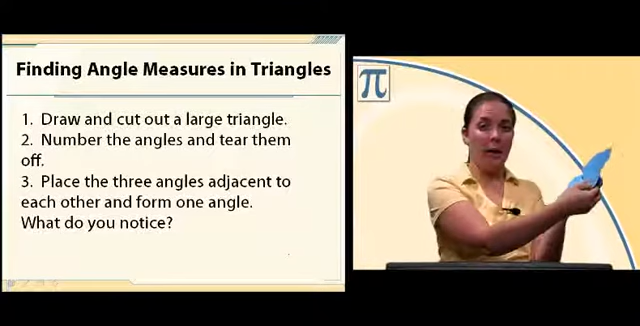 Finding Angle Measures in Triangles
1. Draw and cut out a large triangle.
2. Number the angles and tear them
off.
3. Place the three angles adjacent to
each other and form one angle.
What do you notice?
π